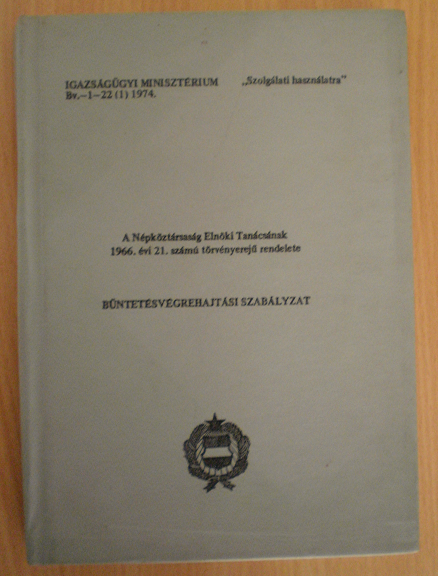 IGAZSÁGÜGYI MINISZTÉRIUM „Szolgálati használatra”
Bv.–1–22 (1) 1974.
A Népköztársaság Elnöki Tanácsának
1966. évi 21. számú törvényerejű rendelete
BÜNTETÉSVÉGREHAJTÁSI SZABÁLYZAT